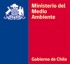 Ministerio del
Medio
Ambiente
Gobierno de Chile